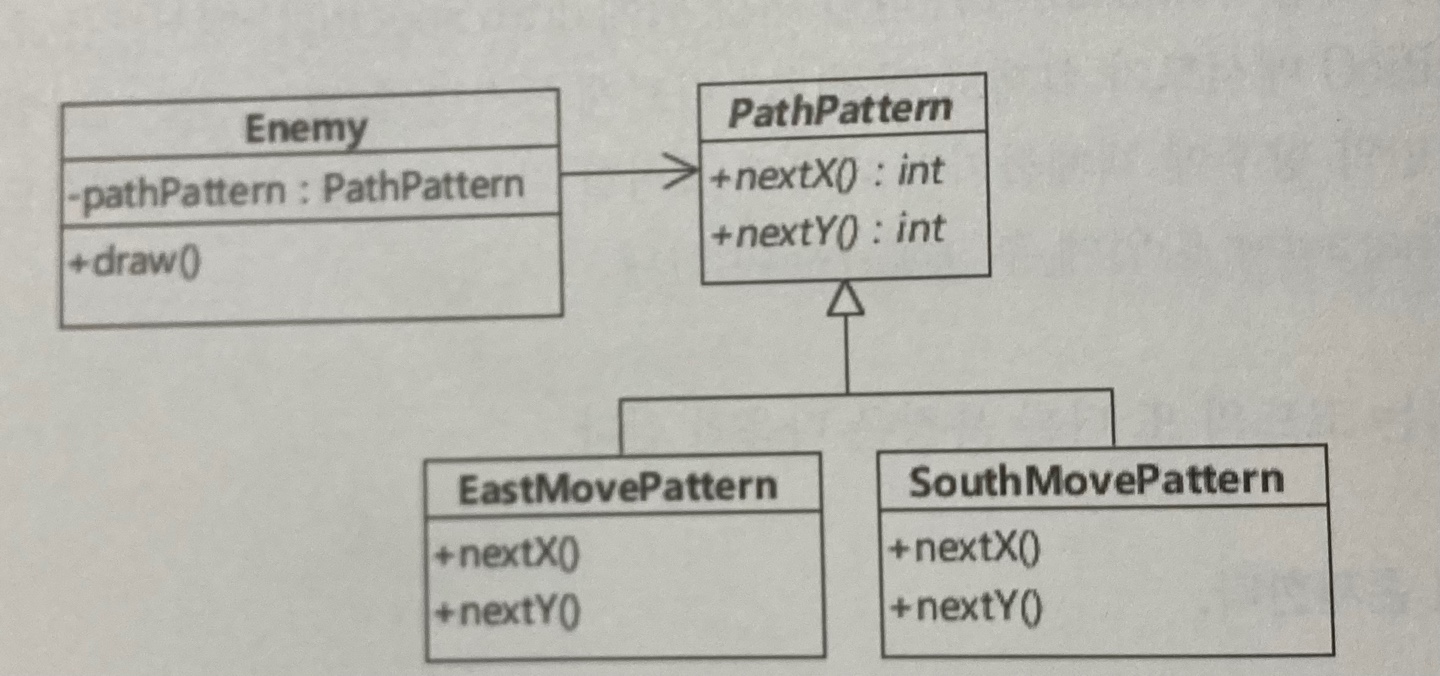 Enemy
-pathPattern : PathPattern
+draw()
PathPattern
+nextX() : int
+nextY() : int
EastMovePattern
+nextX()
+nextY()
SouthMovePattern
+nextX()
+nextY()